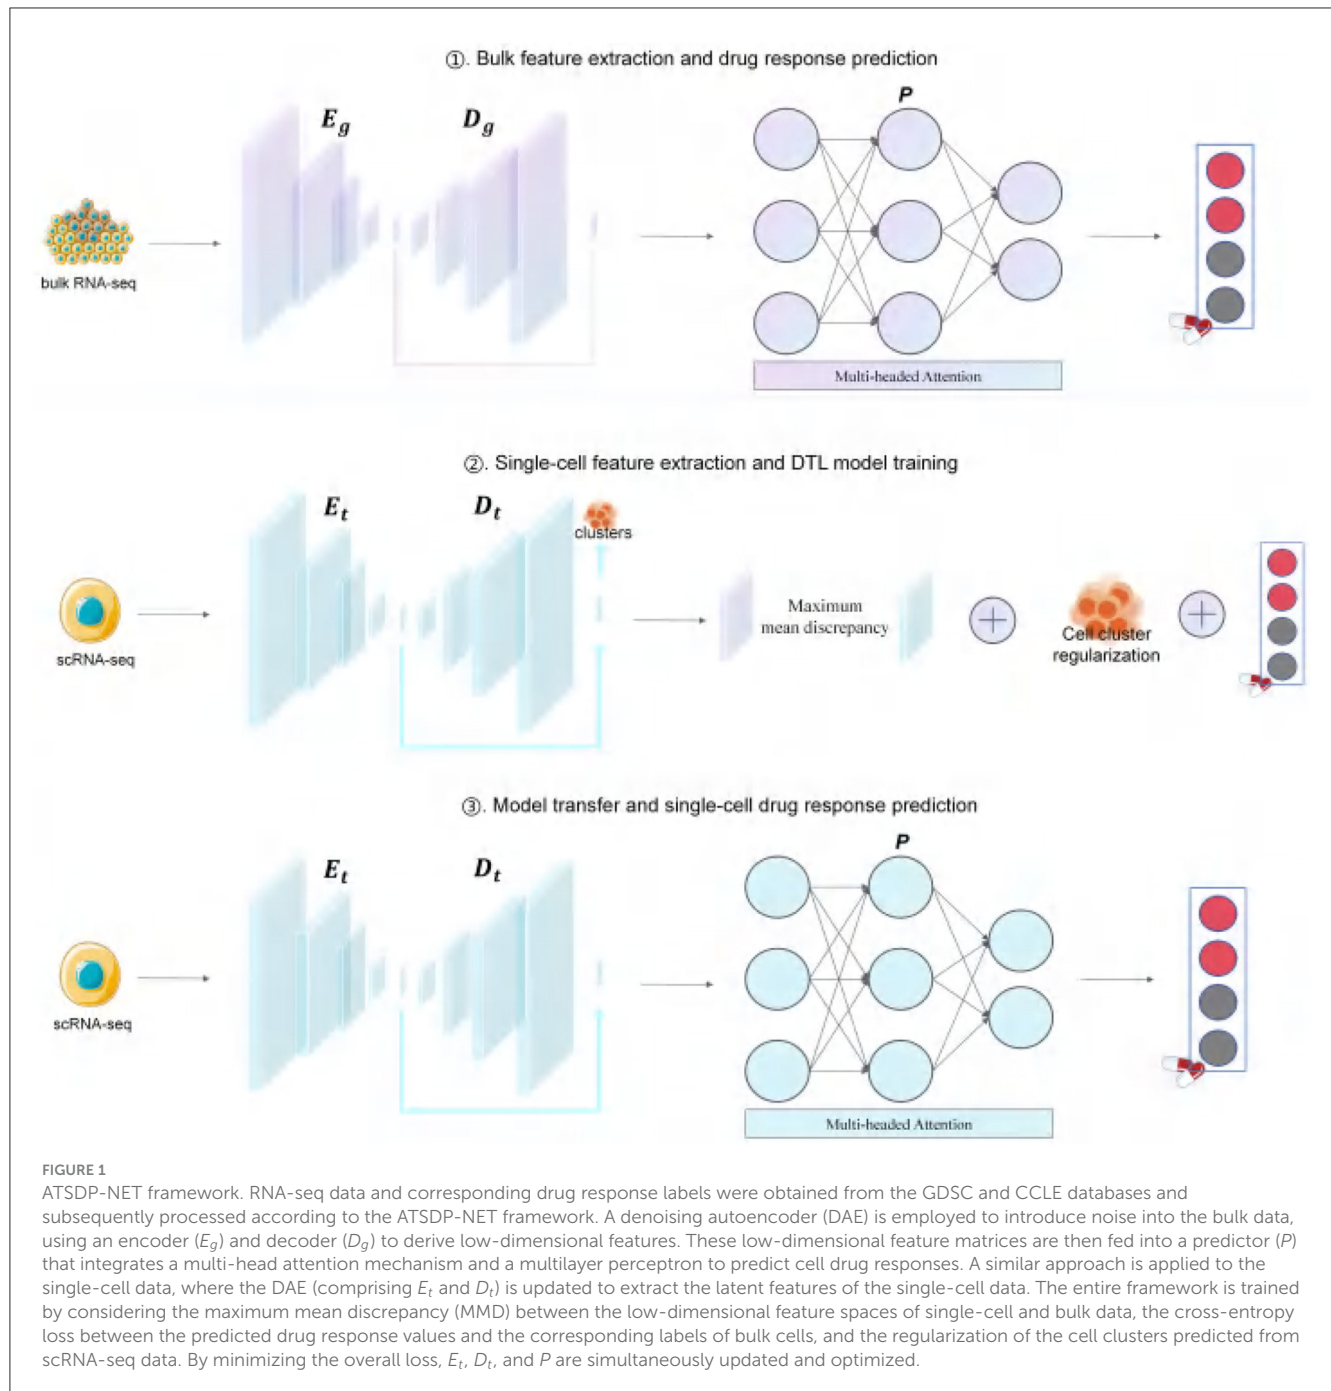 ①. Bulk feature extraction and drug response prediction
E_g
D_g
P
bulk RNA-seq
Multi-headed Attention
②. Single-cell feature extraction and DTL model training
E_t
D_t
clusters
scRNA-seq
Maximum
mean discrepancy
Cell cluster
regularization
③. Model transfer and single-cell drug response prediction
E_t
D_t
P
scRNA-seq
Multi-headed Attention
FIGURE 1
ATSDP-NET framework. RNA-seq data and corresponding drug response labels were obtained from the GDSC and CCLE databases and
subsequently processed according to the ATSDP-NET framework. A denoising autoencoder (DAE) is employed to introduce noise into the bulk data,
using an encoder (E_g) and decoder (D_g) to derive low-dimensional features. These low-dimensional feature matrices are then fed into a predictor (P)
that integrates a multi-head attention mechanism and a multilayer perceptron to predict cell drug responses. A similar approach is applied to the
single-cell data, where the DAE (comprising E_t and D_t) is updated to extract the latent features of the single-cell data. The entire framework is trained
by considering the maximum mean discrepancy (MMD) between the low-dimensional feature spaces of single-cell and bulk data, the cross-entropy
loss between the predicted drug response values and the corresponding labels of bulk cells, and the regularization of the cell clusters predicted from
scRNA-seq data. By minimizing the overall loss, E_t, D_t, and P are simultaneously updated and optimized.